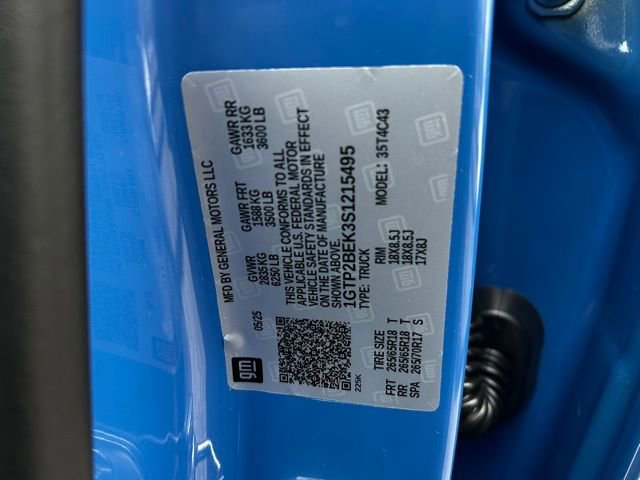 MFD BY GENERAL MOTORS LLC
05/25
GVWR GAWR FRT GAWR RR
2835 KG 1588 KG 1633 KG
6250 LB 3500 LB 3600 LB
THIS VEHICLE CONFORMS TO ALL
APPLICABLE U.S. FEDERAL MOTOR
VEHICLE SAFETY STANDARDS IN EFFECT
ON THE DATE OF MANUFACTURE
SHOWN ABOVE.
1GTP2BEK3S1215495
TYPE: TRUCK MODEL: 35T4C43
gm
225K
TIRE SIZE RIM
FRT 265/65R18 T 18X8.5J
RR 265/65R18 T 18X8.5J
SPA 265/70R17 S 17X8J